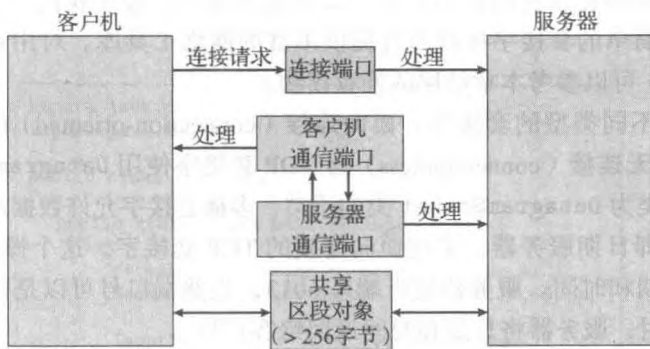 客户机
服务器
连接请求
连接端口
处理
处理
客户机
通信端口
服务器
通信端口
处理
共享
区段对象
（>256字节）